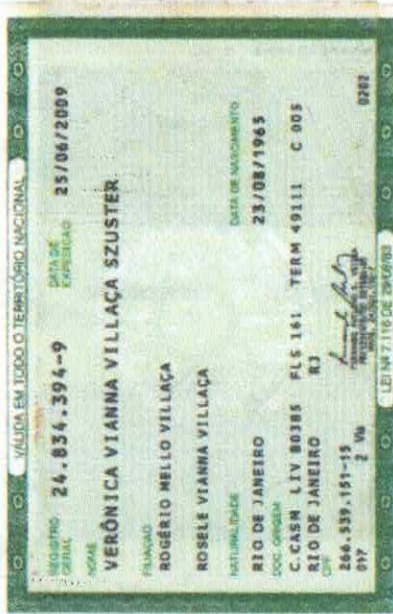 VÁLIDA EM TODO O TERRITÓRIO NACIONAL
REGISTRO GERAL 24.834.394-9 DATA DE EXPEDIÇÃO 25/06/2009
NOME
VERÔNICA VIANNA VILLAÇA SZUSTER
FILIAÇÃO
ROGÉRIO MELLO VILLAÇA
ROSELE VIANNA VILLAÇA
NATURALIDADE DATA DE NASCIMENTO
RIO DE JANEIRO 23/08/1965
DOC. ORIGEM
C.CASM LIV B0385 FLS 161 TERM 49111 C 005
RIO DE JANEIRO RJ
CPF
266.539.151-15
017 2 Via 0202
LEI Nº 7.116 DE 29/08/83